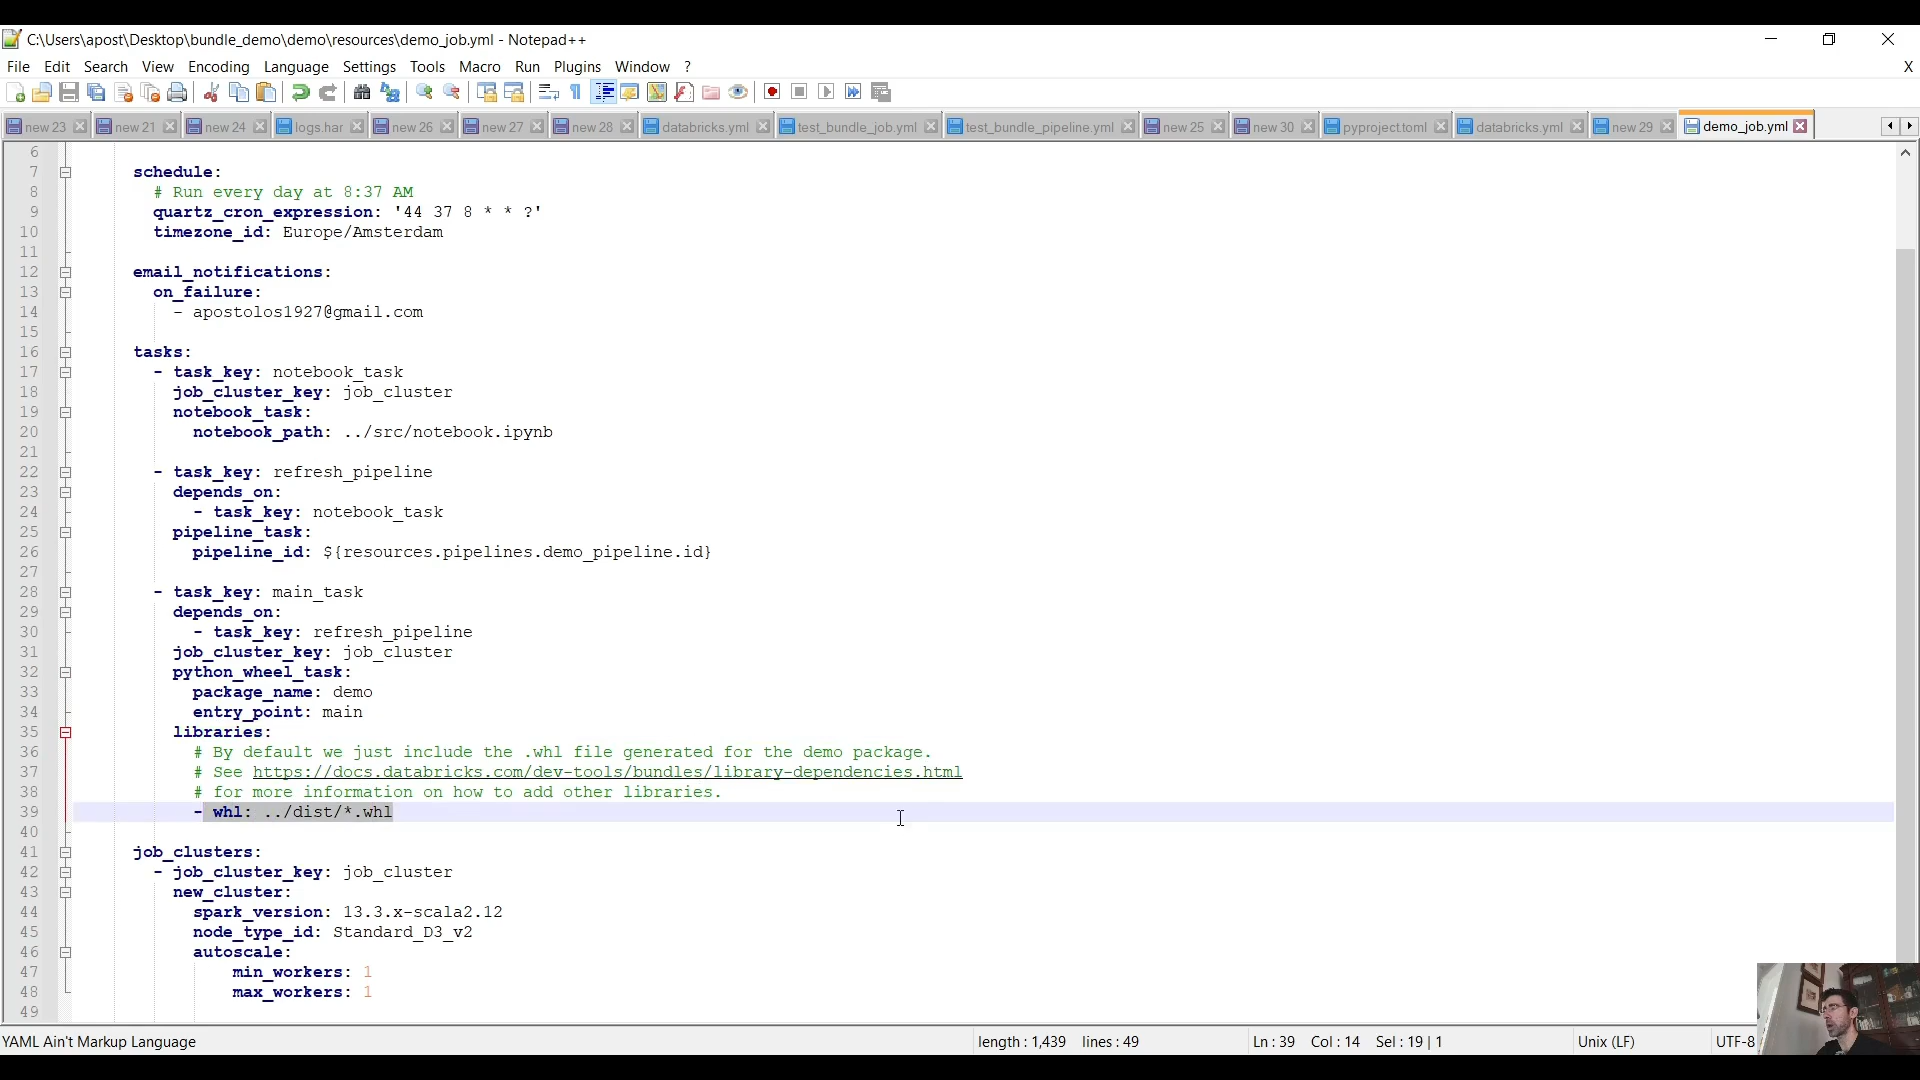 C:\Users\apost\Desktop\bundle_demo\demo\resources\demo_job.yml - Notepad++
File Edit Search View Encoding Language Settings Tools Macro Run Plugins Window ? X
new 23 new 21 new 24 logs.har new 26 new 27 new 28 databricks.yml test_bundle_job.yml test_bundle_pipeline.yml new 25 new 30 pyproject.toml databricks.yml new 29 demo_job.yml
6
7 schedule:
8 # Run every day at 8:37 AM
9 quartz_cron_expression: '44 37 8 * * ?'
10 timezone_id: Europe/Amsterdam
11
12 email_notifications:
13 on_failure:
14 - apostolos1927@gmail.com
15
16 tasks:
17 - task_key: notebook_task
18 job_cluster_key: job_cluster
19 notebook_task:
20 notebook_path: ../src/notebook.ipynb
21
22 - task_key: refresh_pipeline
23 depends_on:
24 - task_key: notebook_task
25 pipeline_task:
26 pipeline_id: ${resources.pipelines.demo_pipeline.id}
27
28 - task_key: main_task
29 depends_on:
30 - task_key: refresh_pipeline
31 job_cluster_key: job_cluster
32 python_wheel_task:
33 package_name: demo
34 entry_point: main
35 libraries:
36 # By default we just include the .whl file generated for the demo package.
37 # See https://docs.databricks.com/dev-tools/bundles/library-dependencies.html
38 # for more information on how to add other libraries.
39 - whl: ../dist/*.whl
40
41 job_clusters:
42 - job_cluster_key: job_cluster
43 new_cluster:
44 spark_version: 13.3.x-scala2.12
45 node_type_id: Standard_D3_v2
46 autoscale:
47 min_workers: 1
48 max_workers: 1
49
YAML Ain't Markup Language length : 1,439 lines : 49 Ln : 39 Col : 14 Sel : 19 | 1 Unix (LF) UTF-8